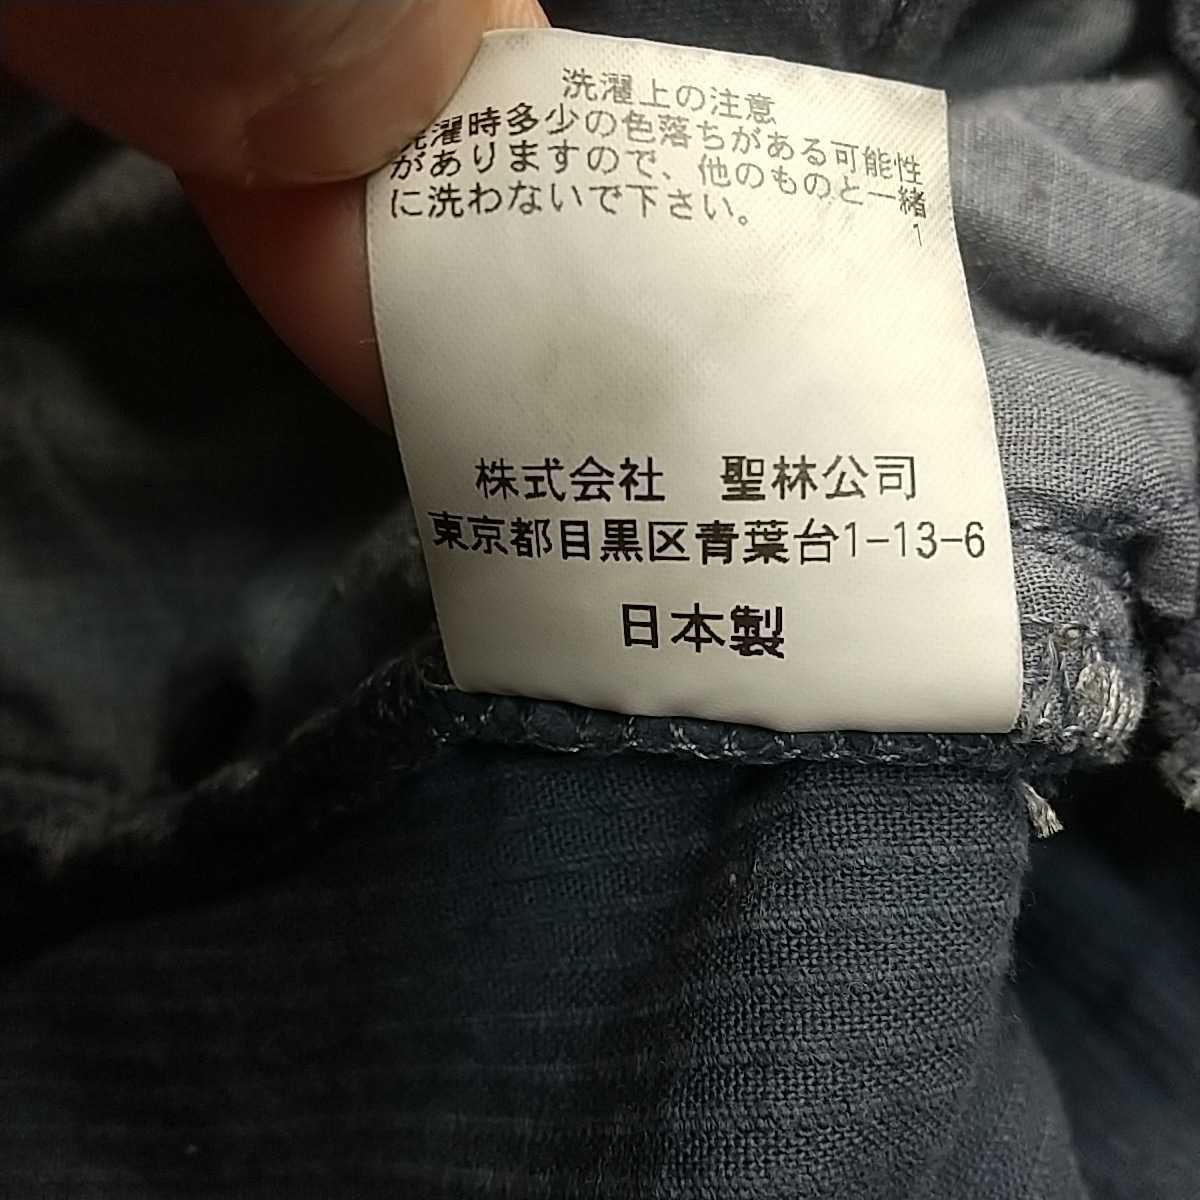 洗濯上の注意
洗濯時多少の色落ちがある可能性
がありますので、他のものと一緒
に洗わないで下さい。
1
株式会社 聖林公司
東京都目黒区青葉台1-13-6
日本製